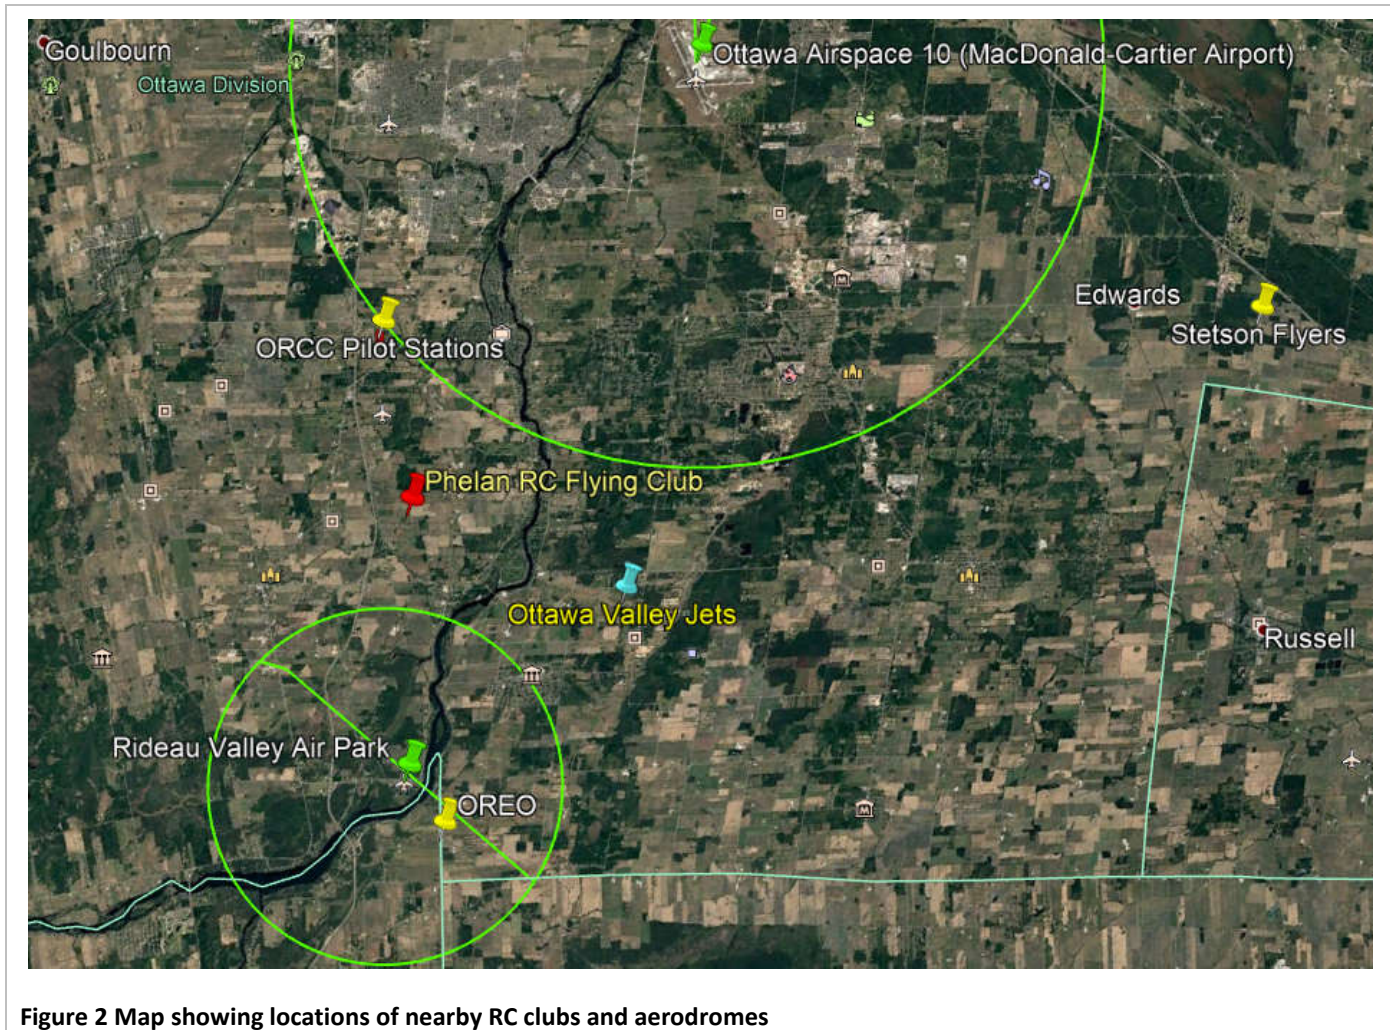 Goulbourn
Ottawa Airspace 10 (MacDonald-Cartier Airport)
Ottawa Division
Edwards
Stetson Flyers
ORCC Pilot Stations
Phelan RC Flying Club
Ottawa Valley Jets
Russell
Rideau Valley Air Park
OREO
Figure 2 Map showing locations of nearby RC clubs and aerodromes